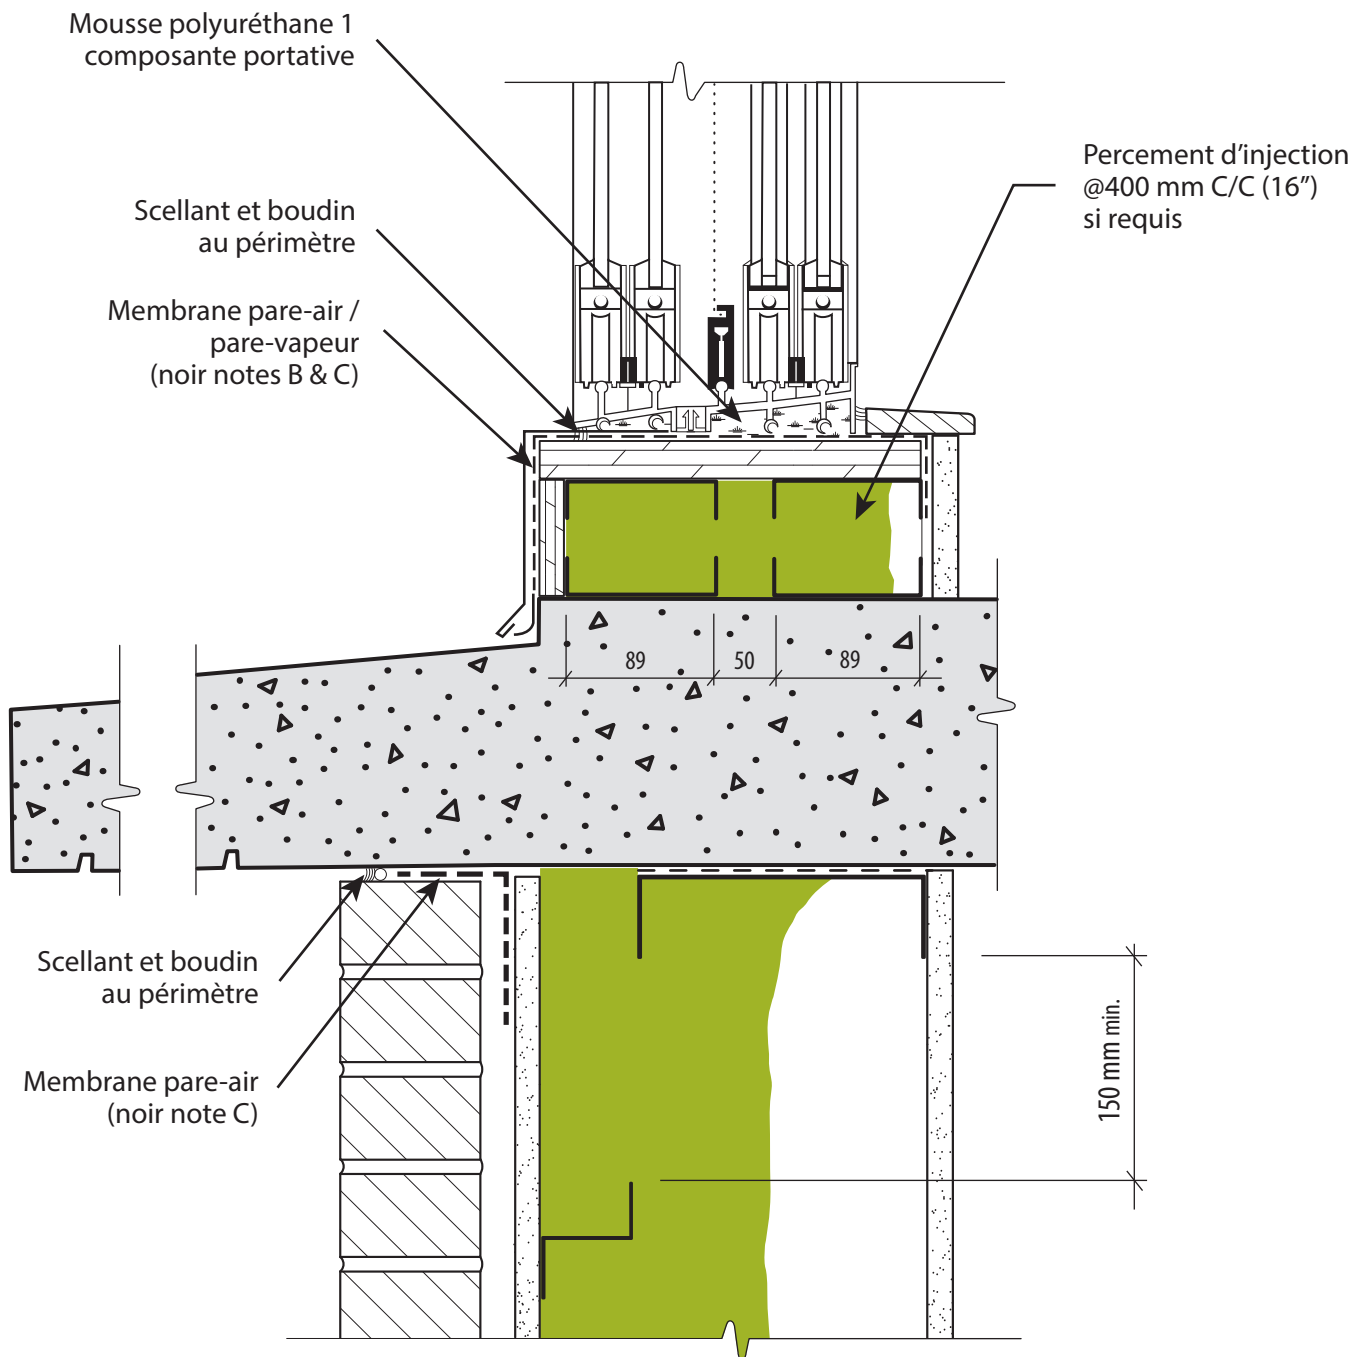 Mousse polyuréthane 1
composante portative
Percement d’injection
@400 mm C/C (16”)
si requis
Scellant et boudin
au périmètre
Membrane pare-air /
pare-vapeur
(noir notes B & C)
89
50
89
Scellant et boudin
au périmètre
Membrane pare-air
(noir note C)
150 mm min.